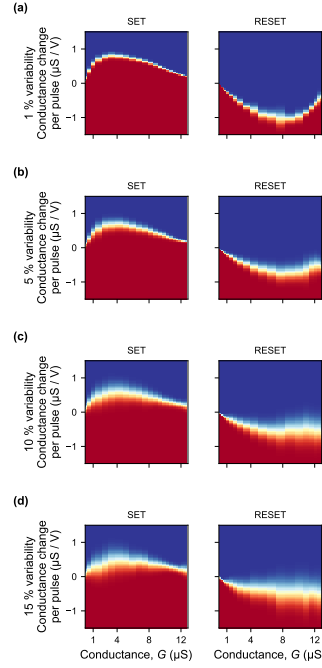 (a)
SET RESET
1 % variability
Conductance change
per pulse (μS / V)
1
0
−1
(b)
SET RESET
5 % variability
Conductance change
per pulse (μS / V)
1
0
−1
(c)
SET RESET
10 % variability
Conductance change
per pulse (μS / V)
1
0
−1
(d)
SET RESET
15 % variability
Conductance change
per pulse (μS / V)
1
0
−1
1 4 8 12 1 4 8 12
Conductance, G (μS) Conductance, G (μS)